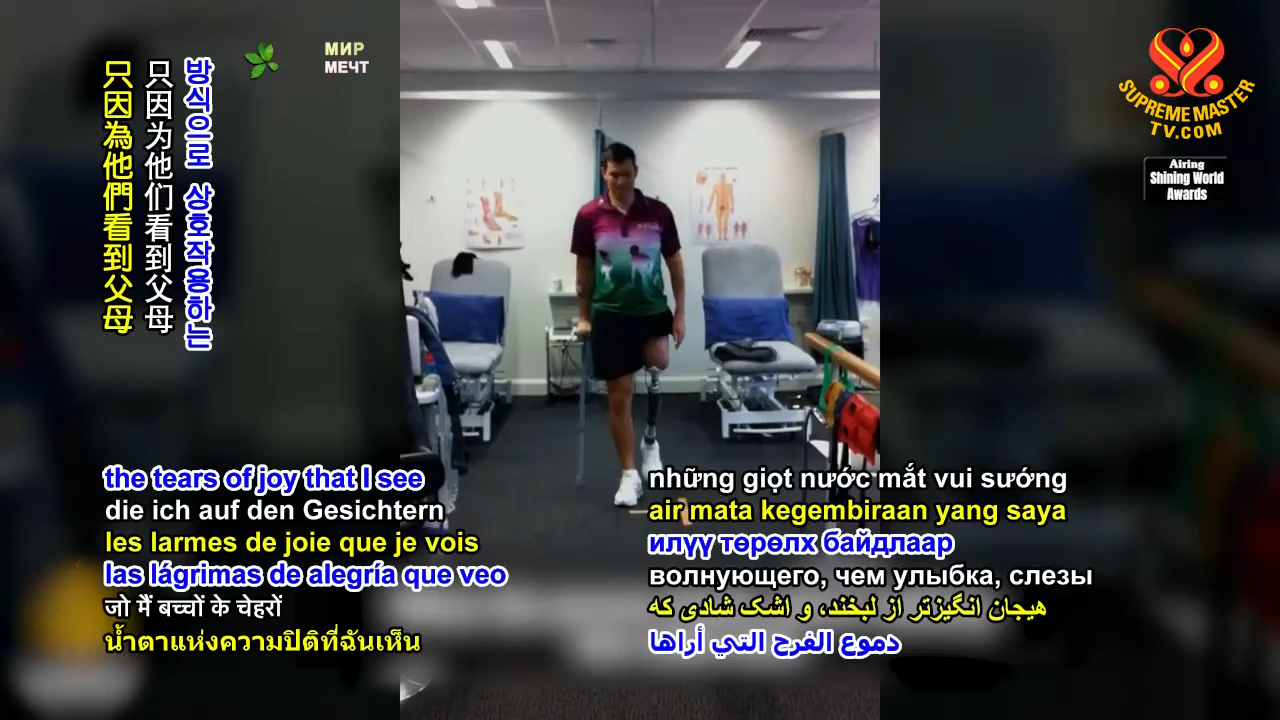 只因為他們看到父母
只因为他们看到父母
방식으로 상호작용하는
МИР
МЕЧТ
SUPREME MASTER
TV.COM
Airing
Shining World
Awards
the tears of joy that I see
die ich auf den Gesichtern
les larmes de joie que je vois
las lágrimas de alegría que veo
जो मैं बच्चों के चेहरों
น้ำตาแห่งความปิติที่ฉันเห็น
những giọt nước mắt vui sướng
air mata kegembiraan yang saya
илүү төрөлх байдлаар
волнующего, чем улыбка, слезы
هیجان انگیزتر از لبخند، و اشک شادی که
دموع الفرح التي أراها